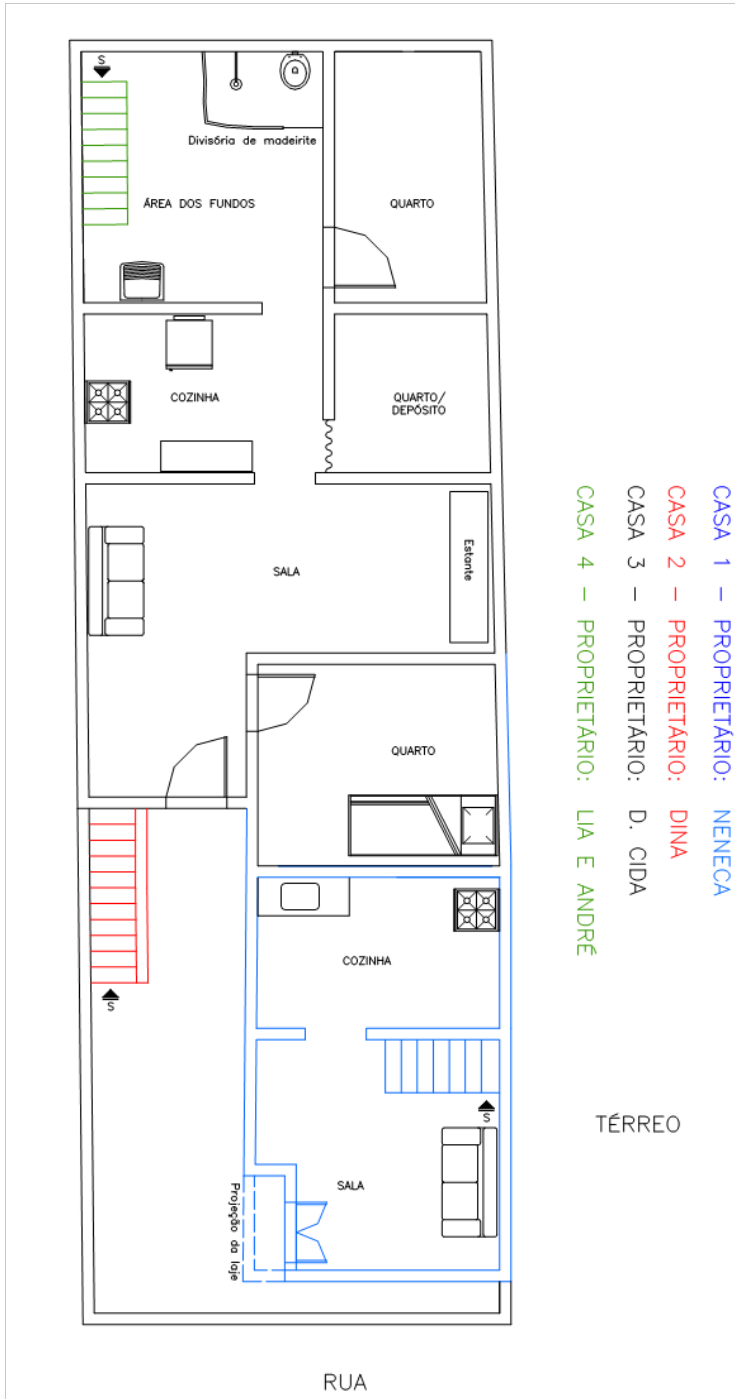 S
Divisória de madeirite
ÁREA DOS FUNDOS
QUARTO
COZINHA
QUARTO/
DEPÓSITO
SALA
Estante
QUARTO
S
COZINHA
S
SALA
Projeção da laje
CASA 1 – PROPRIETÁRIO: NENECA
CASA 2 – PROPRIETÁRIO: DINA
CASA 3 – PROPRIETÁRIO: D. CIDA
CASA 4 – PROPRIETÁRIO: LIA E ANDRÉ
TÉRREO
RUA